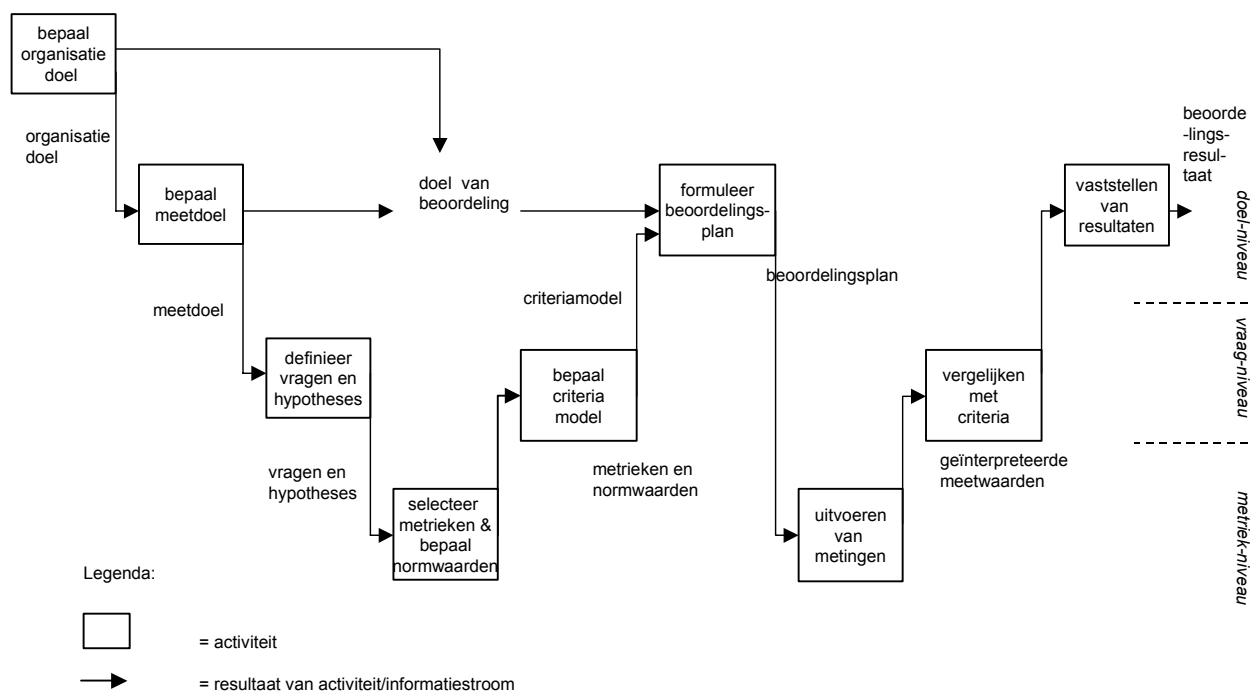 bepaal
organisatie
doel
organisatie
doel
bepaal
meetdoel
doel van
beoordeling
formuleer
beoordelings-
plan
vaststellen
van
resultaten
beoorde
-lings-
resul-
taat
doel-niveau
meetdoel
criteriamodel
beoordelingsplan
definieer
vragen en
hypotheses
bepaal
criteria
model
vergelijken
met
criteria
vraag-niveau
vragen en
hypotheses
metrieken en
normwaarden
geïnterpreteerde
meetwaarden
selecteer
metrieken &
bepaal
normwaarden
uitvoeren
van
metingen
metriek-niveau
Legenda:
= activiteit
= resultaat van activiteit/informatiestroom